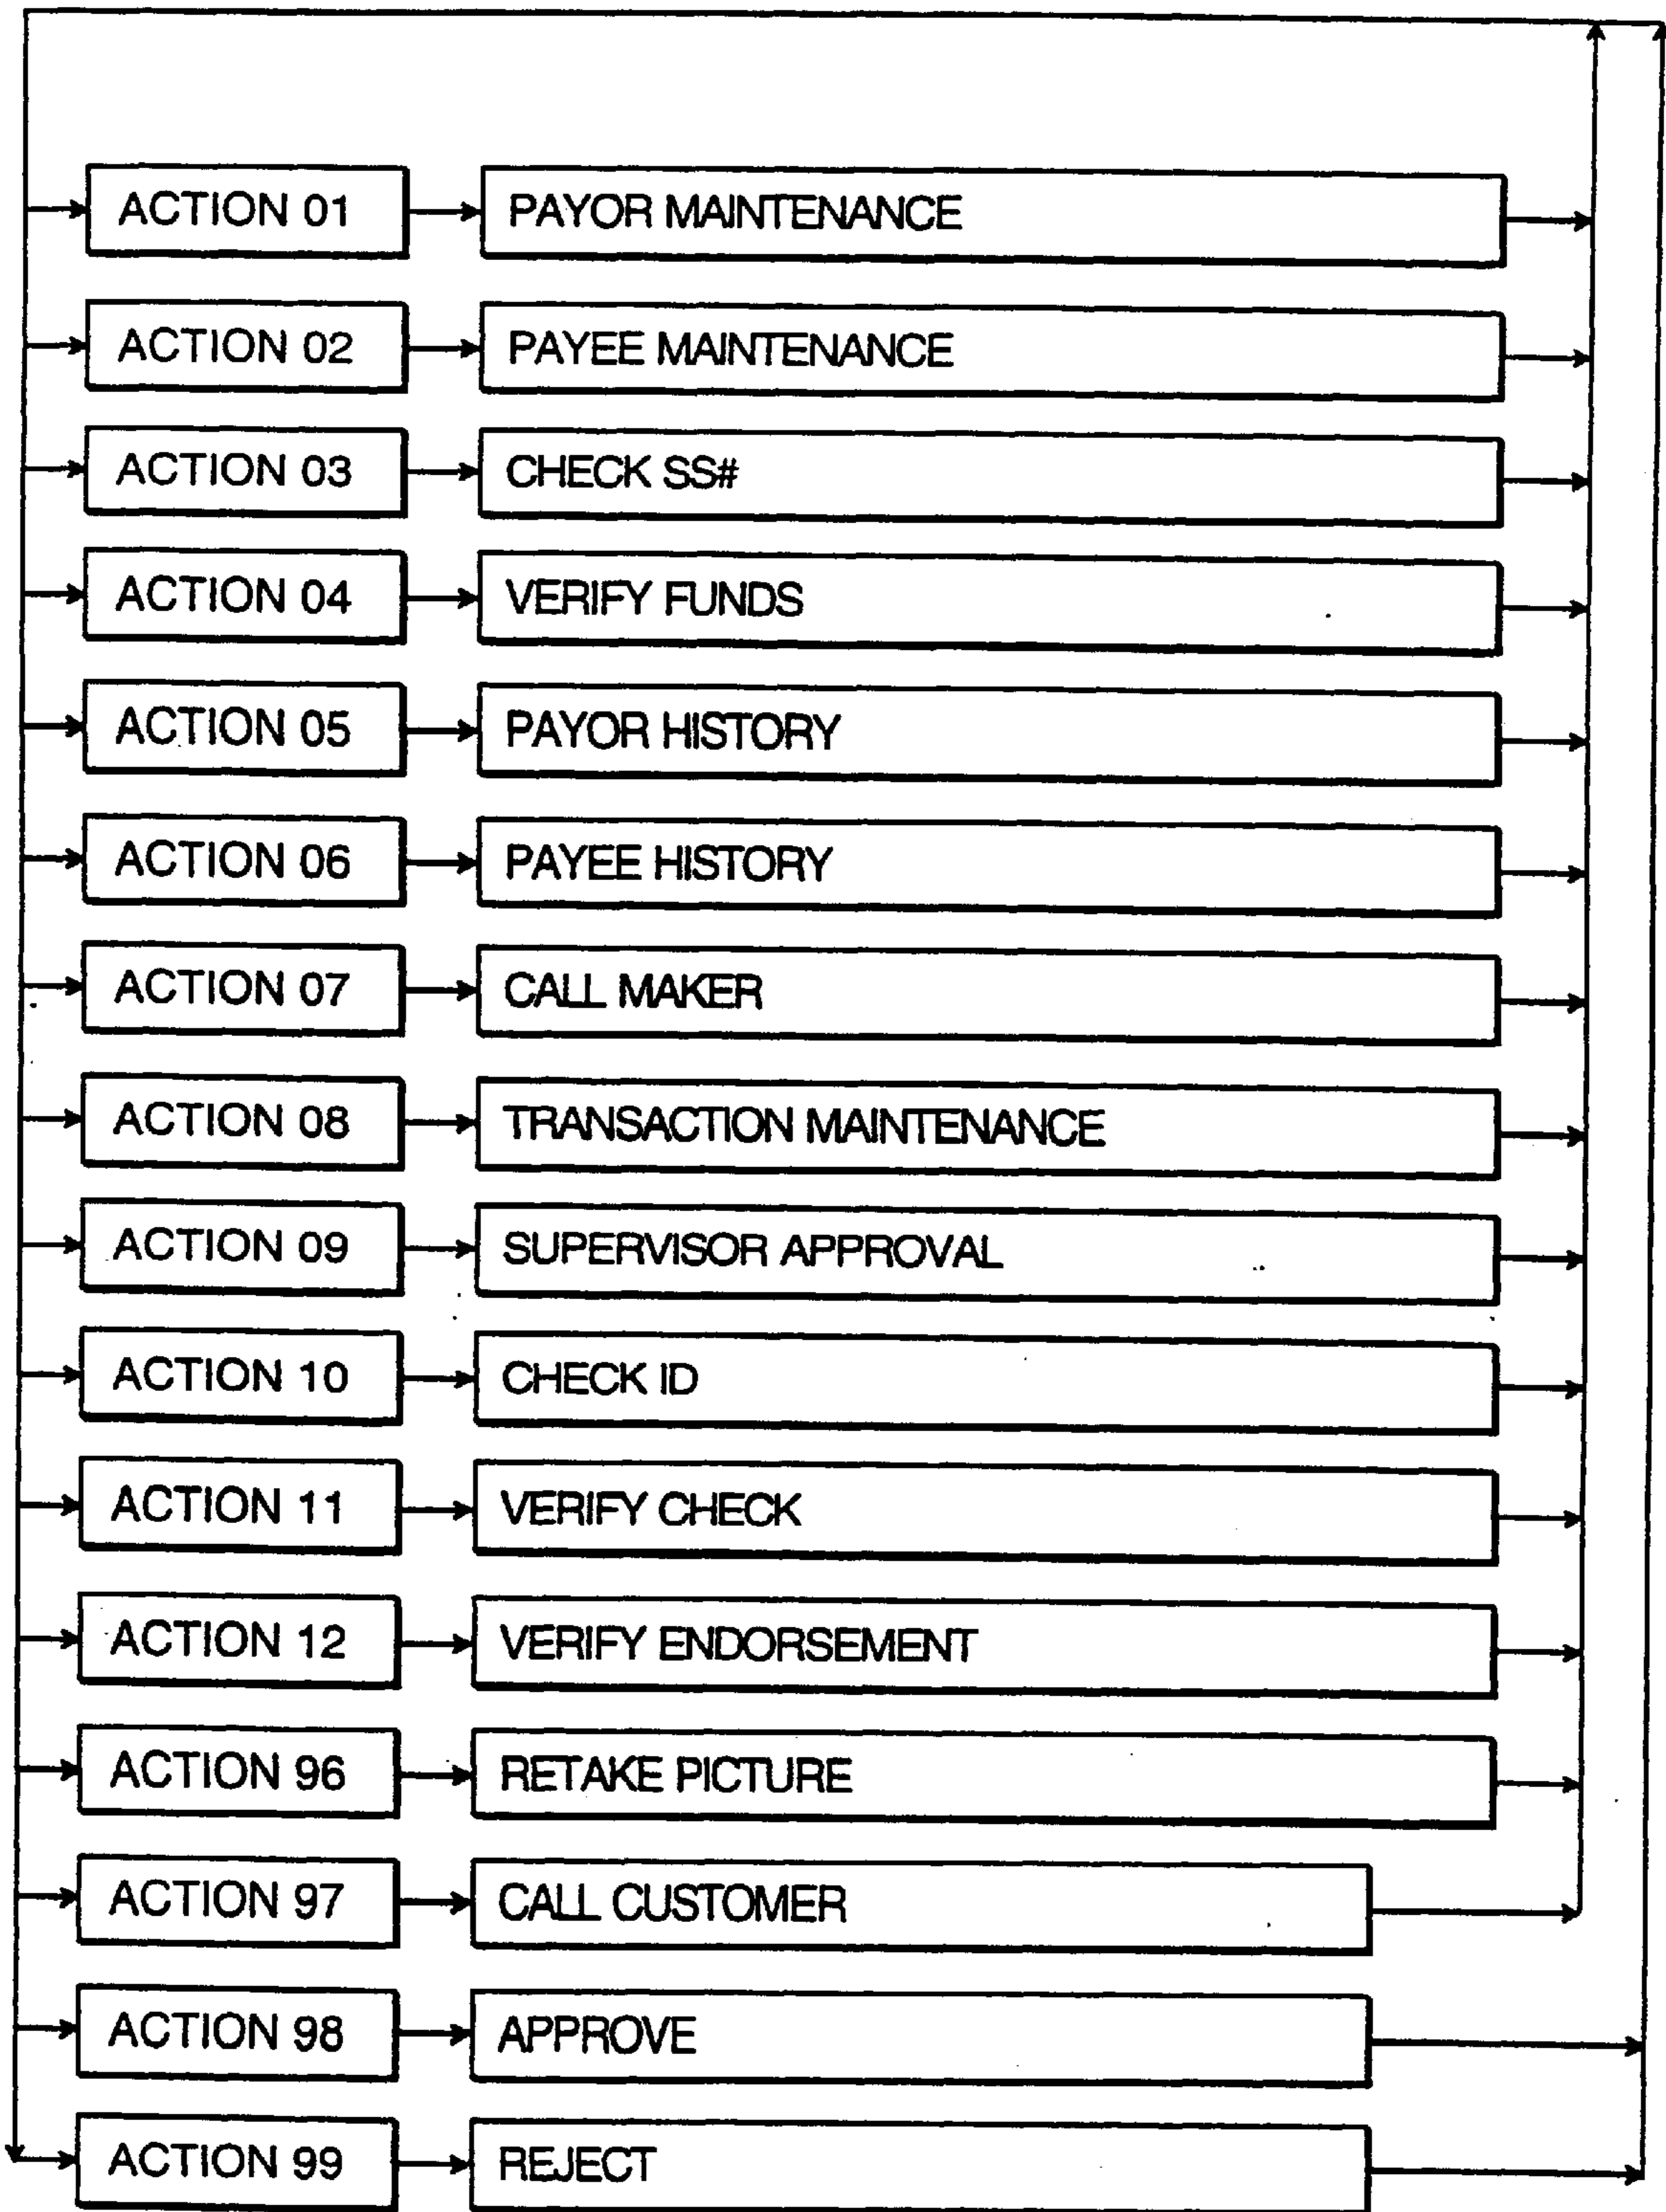 ACTION 01 PAYOR MAINTENANCE
ACTION 02 PAYEE MAINTENANCE
ACTION 03 CHECK SS#
ACTION 04 VERIFY FUNDS
ACTION 05 PAYOR HISTORY
ACTION 06 PAYEE HISTORY
ACTION 07 CALL MAKER
ACTION 08 TRANSACTION MAINTENANCE
ACTION 09 SUPERVISOR APPROVAL
ACTION 10 CHECK ID
ACTION 11 VERIFY CHECK
ACTION 12 VERIFY ENDORSEMENT
ACTION 96 RETAKE PICTURE
ACTION 97 CALL CUSTOMER
ACTION 98 APPROVE
ACTION 99 REJECT